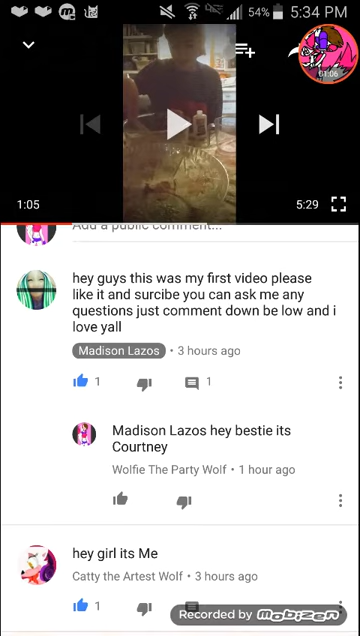 54% 5:34 PM
01:06
1:05
5:29
Add a public comment...
hey guys this was my first video please
like it and surcibe you can ask me any
questions just comment down be low and i
love yall
Madison Lazos • 3 hours ago
1
1
Madison Lazos hey bestie its
Courtney
Wolfie The Party Wolf • 1 hour ago
hey girl its Me
Catty the Artest Wolf • 3 hours ago
1
Recorded by Mobizen